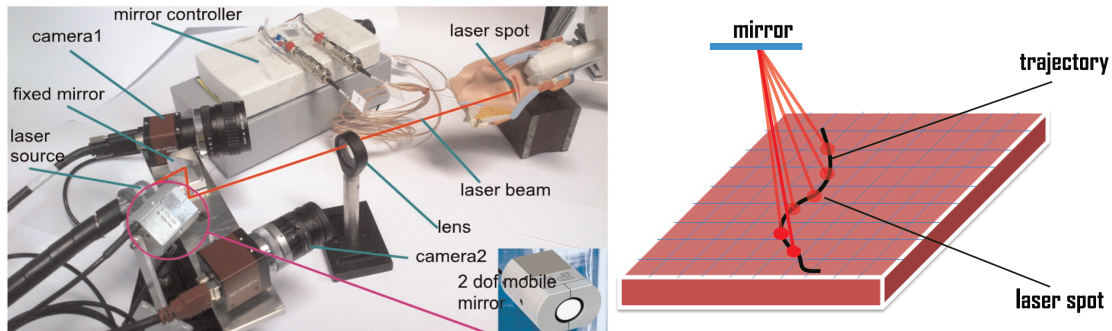 mirror controller
camera1
fixed mirror
laser
source
laser spot
laser beam
lens
camera2
2 dof mobile
mirror
mirror
trajectory
laser spot